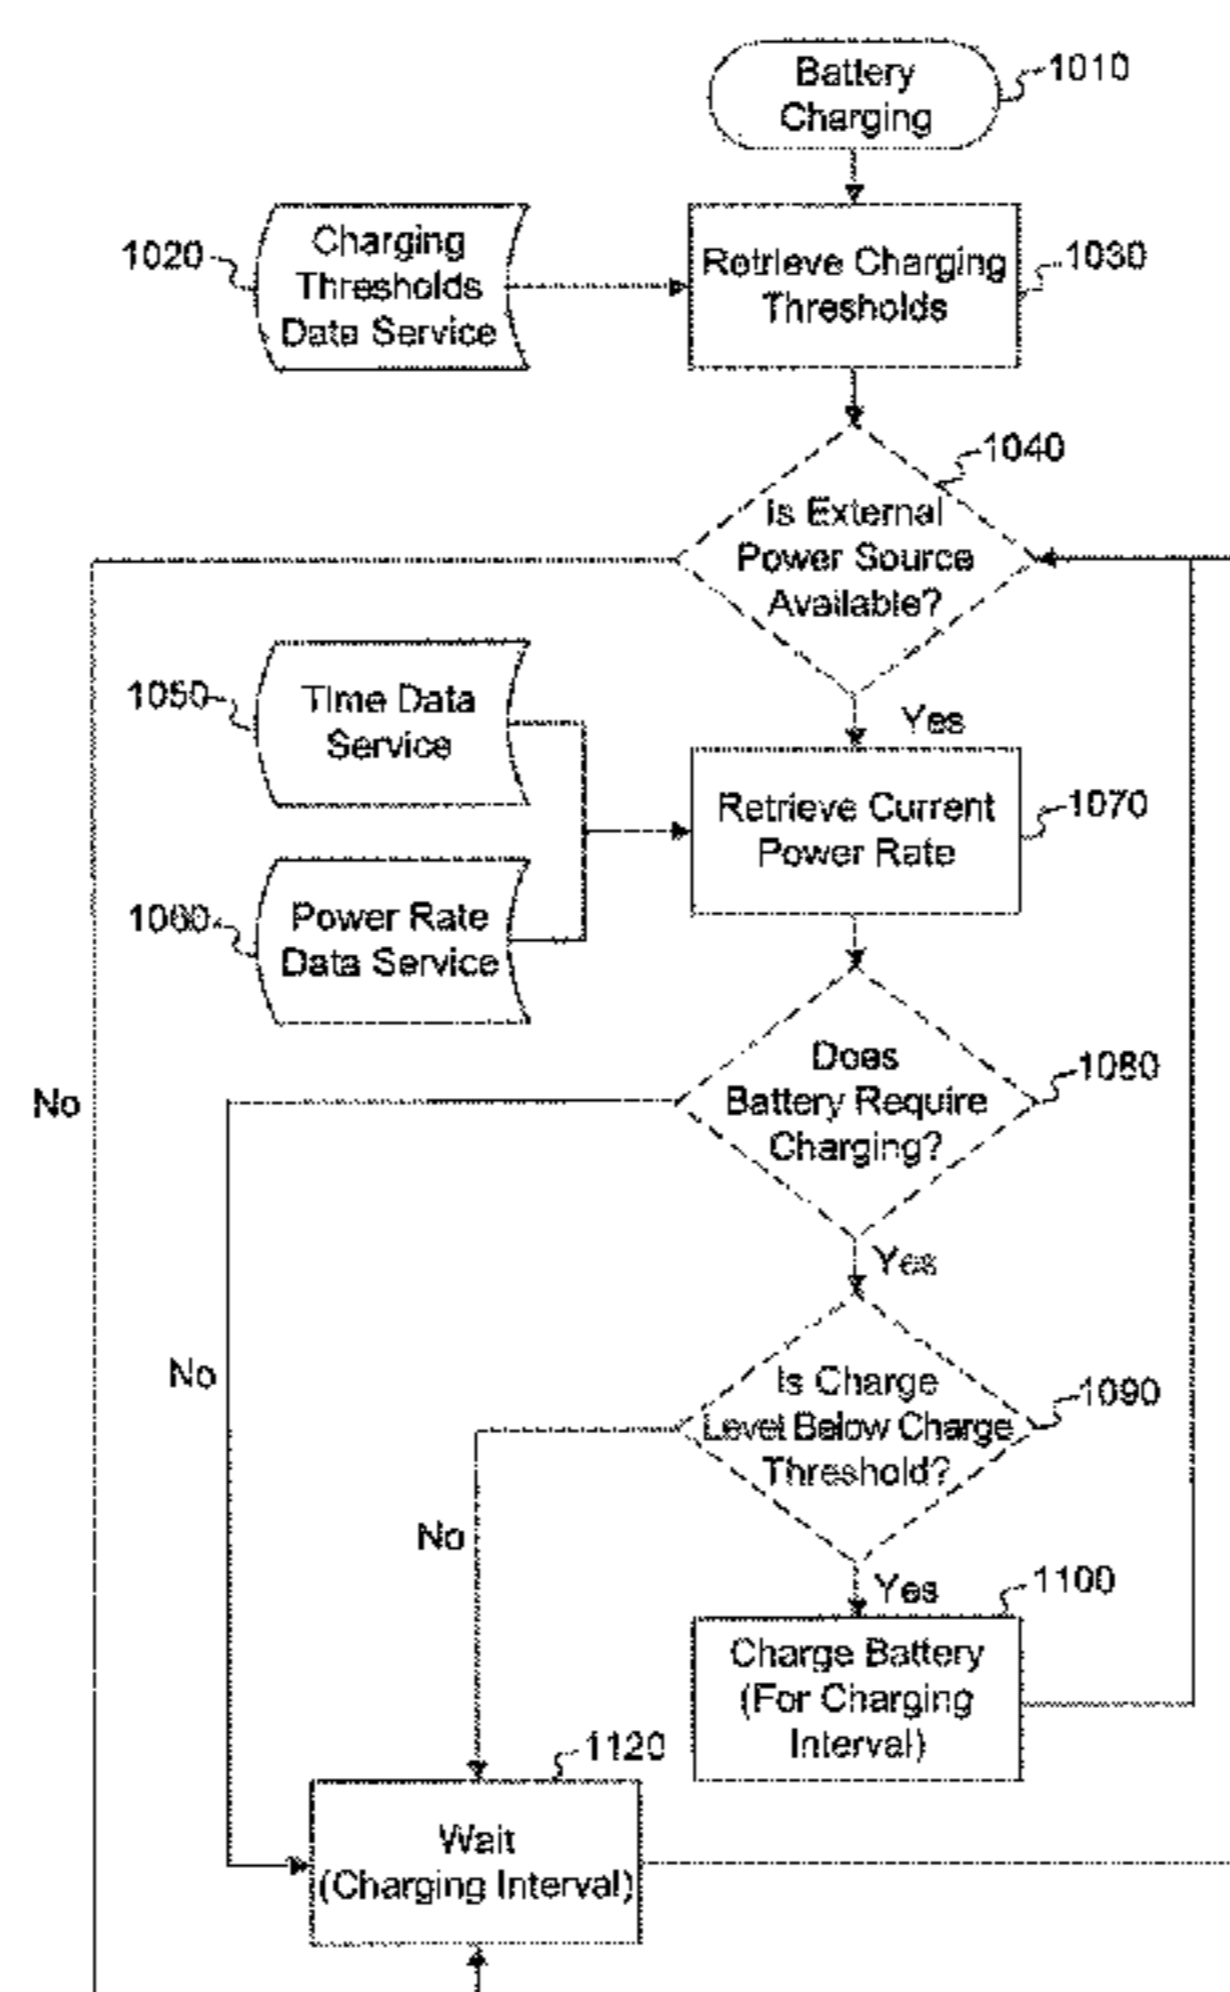 Battery
Charging
1010
Charging
Thresholds
Data Service
1020
Retrieve Charging
Thresholds
1030
Is External
Power Source
Available?
1040
Yes
No
Time Data
Service
1050
Power Rate
Data Service
1060
Retrieve Current
Power Rate
1070
Does
Battery Require
Charging?
1080
Yes
No
Is Charge
Level Below Charge
Threshold?
1090
Yes
No
Charge Battery
(For Charging
Interval)
1100
Wait
(Charging Interval)
1120